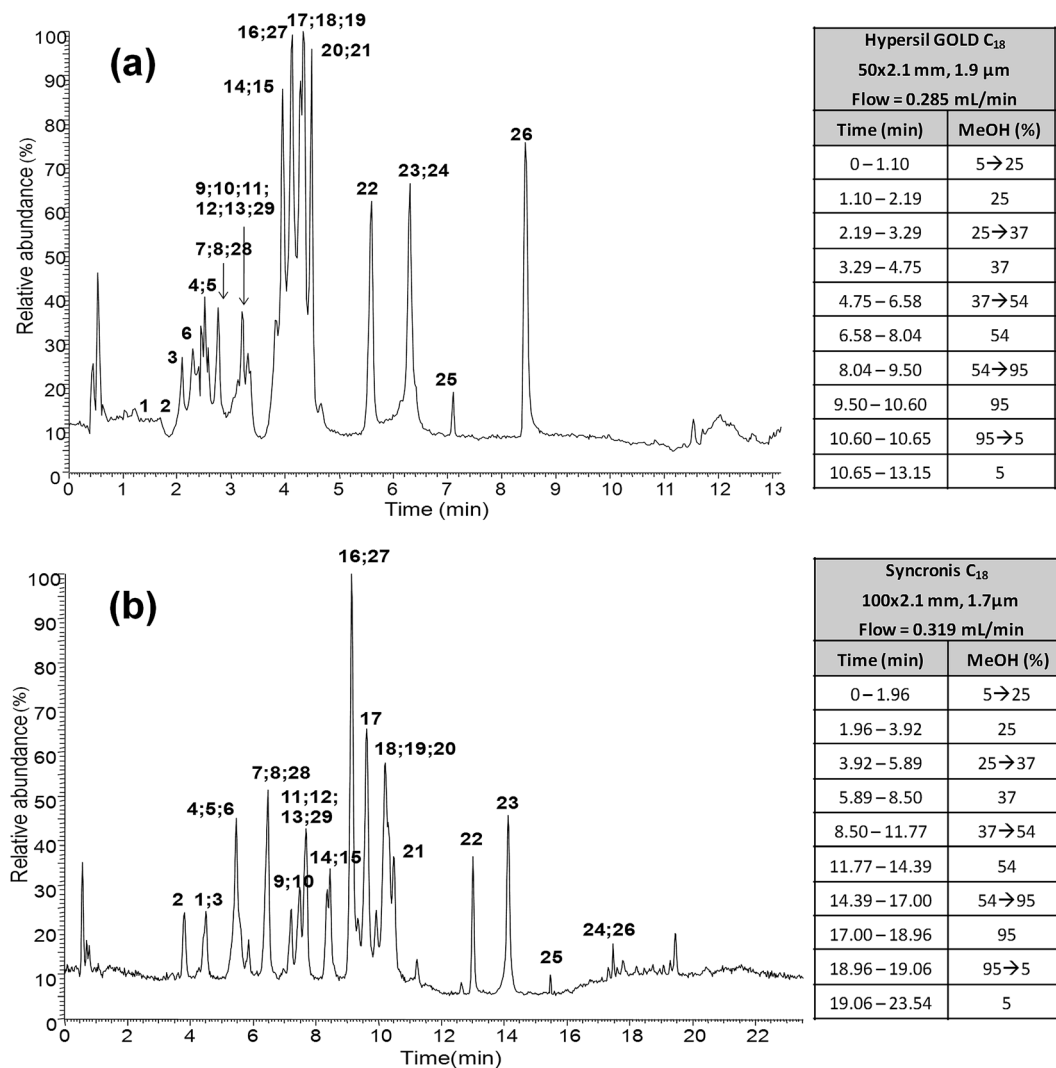 (a)
Relative abundance (%)
100
90
80
70
60
50
40
30
20
10
0
1
2
3
6
4;5
7;8;28
9;10;11;
12;13;29
14;15
16;27
17;18;19
20;21
22
23;24
25
26
0 1 2 3 4 5 6 7 8 9 10 11 12 13
Time (min)
Hypersil GOLD C18
50x2.1 mm, 1.9 µm
Flow = 0.285 mL/min
Time (min) MeOH (%)
0 – 1.10 5→25
1.10 – 2.19 25
2.19 – 3.29 25→37
3.29 – 4.75 37
4.75 – 6.58 37→54
6.58 – 8.04 54
8.04 – 9.50 54→95
9.50 – 10.60 95
10.60 – 10.65 95→5
10.65 – 13.15 5
(b)
Relative abundance (%)
100
90
80
70
60
50
40
30
20
10
0
2
1;3
4;5;6
7;8;28
9;10
11;12;
13;29
14;15
16;27
17
18;19;20
21
22
23
25
24;26
0 2 4 6 8 10 12 14 16 18 20 22
Time(min)
Syncronis C18
100x2.1 mm, 1.7µm
Flow = 0.319 mL/min
Time (min) MeOH (%)
0 – 1.96 5→25
1.96 – 3.92 25
3.92 – 5.89 25→37
5.89 – 8.50 37
8.50 – 11.77 37→54
11.77 – 14.39 54
14.39 – 17.00 54→95
17.00 – 18.96 95
18.96 – 19.06 95→5
19.06 – 23.54 5